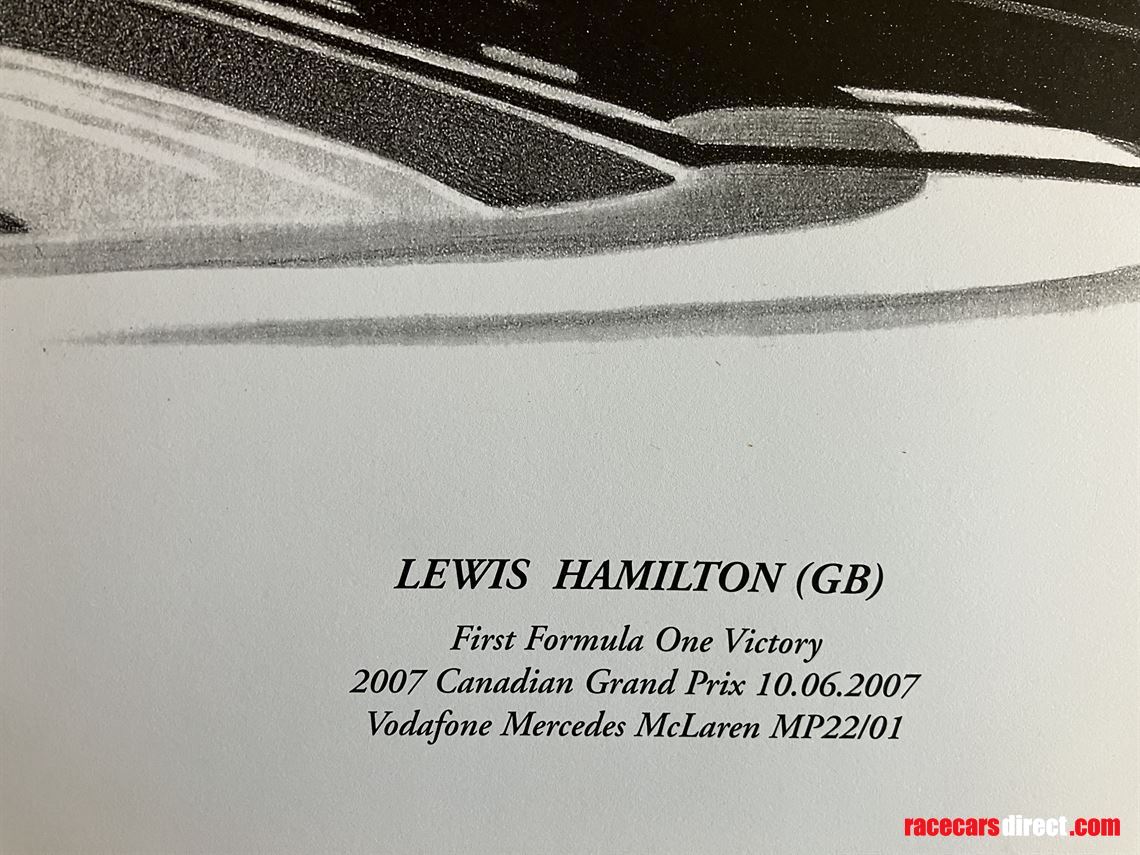 LEWIS HAMILTON (GB)
First Formula One Victory
2007 Canadian Grand Prix 10.06.2007
Vodafone Mercedes McLaren MP22/01
racecarsdirect.com